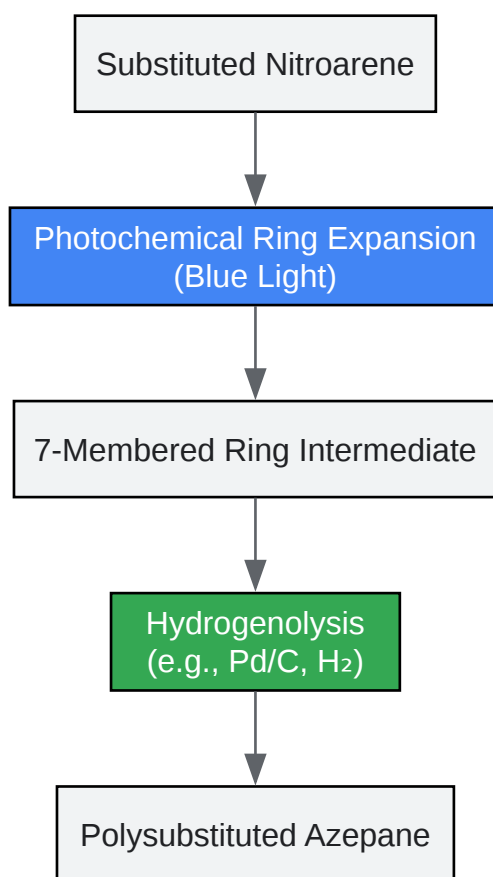 Substituted Nitroarene
Photochemical Ring Expansion
(Blue Light)
7-Membered Ring Intermediate
Hydrogenolysis
(e.g., Pd/C, H₂)
Polysubstituted Azepane